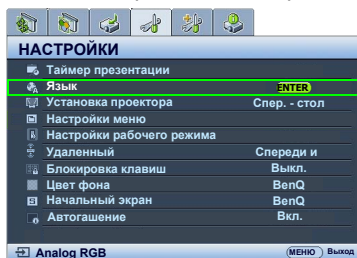 НАСТРОЙКИ
Таймер презентации
Язык ENTER
Установка проектора Спер. - стол
Настройки меню
Настройки рабочего режима
Удаленный Спереди и
Блокировка клавиш Выкл.
Цвет фона BenQ
Начальный экран BenQ
Автогашение Вкл.
Analog RGB МЕНЮ Выход